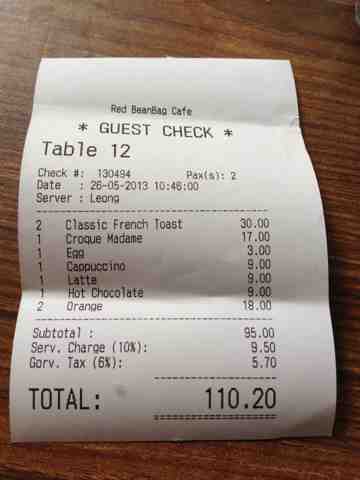 Red BeanBag Cafe
* GUEST CHECK *
Table 12
Check #: 130494 Pax(s): 2
Date : 26-05-2013 10:46:00
Server : Leong
2 Classic French Toast 30.00
1 Croque Madame 17.00
1 Egg 3.00
1 Cappuccino 9.00
1 Latte 9.00
1 Hot Chocolate 9.00
2 Orange 18.00
Subtotal : 95.00
Serv. Charge (10%): 9.50
Gorv. Tax (6%): 5.70
TOTAL: 110.20